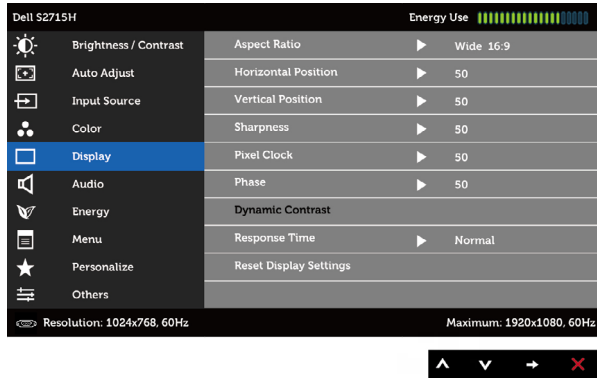 Dell S2715H Energy Use
Brightness / Contrast Aspect Ratio Wide 16:9
Auto Adjust Horizontal Position 50
Input Source Vertical Position 50
Color Sharpness 50
Display Pixel Clock 50
Audio Phase 50
Energy Dynamic Contrast
Menu Response Time Normal
Personalize Reset Display Settings
Others
Resolution: 1024x768, 60Hz Maximum: 1920x1080, 60Hz